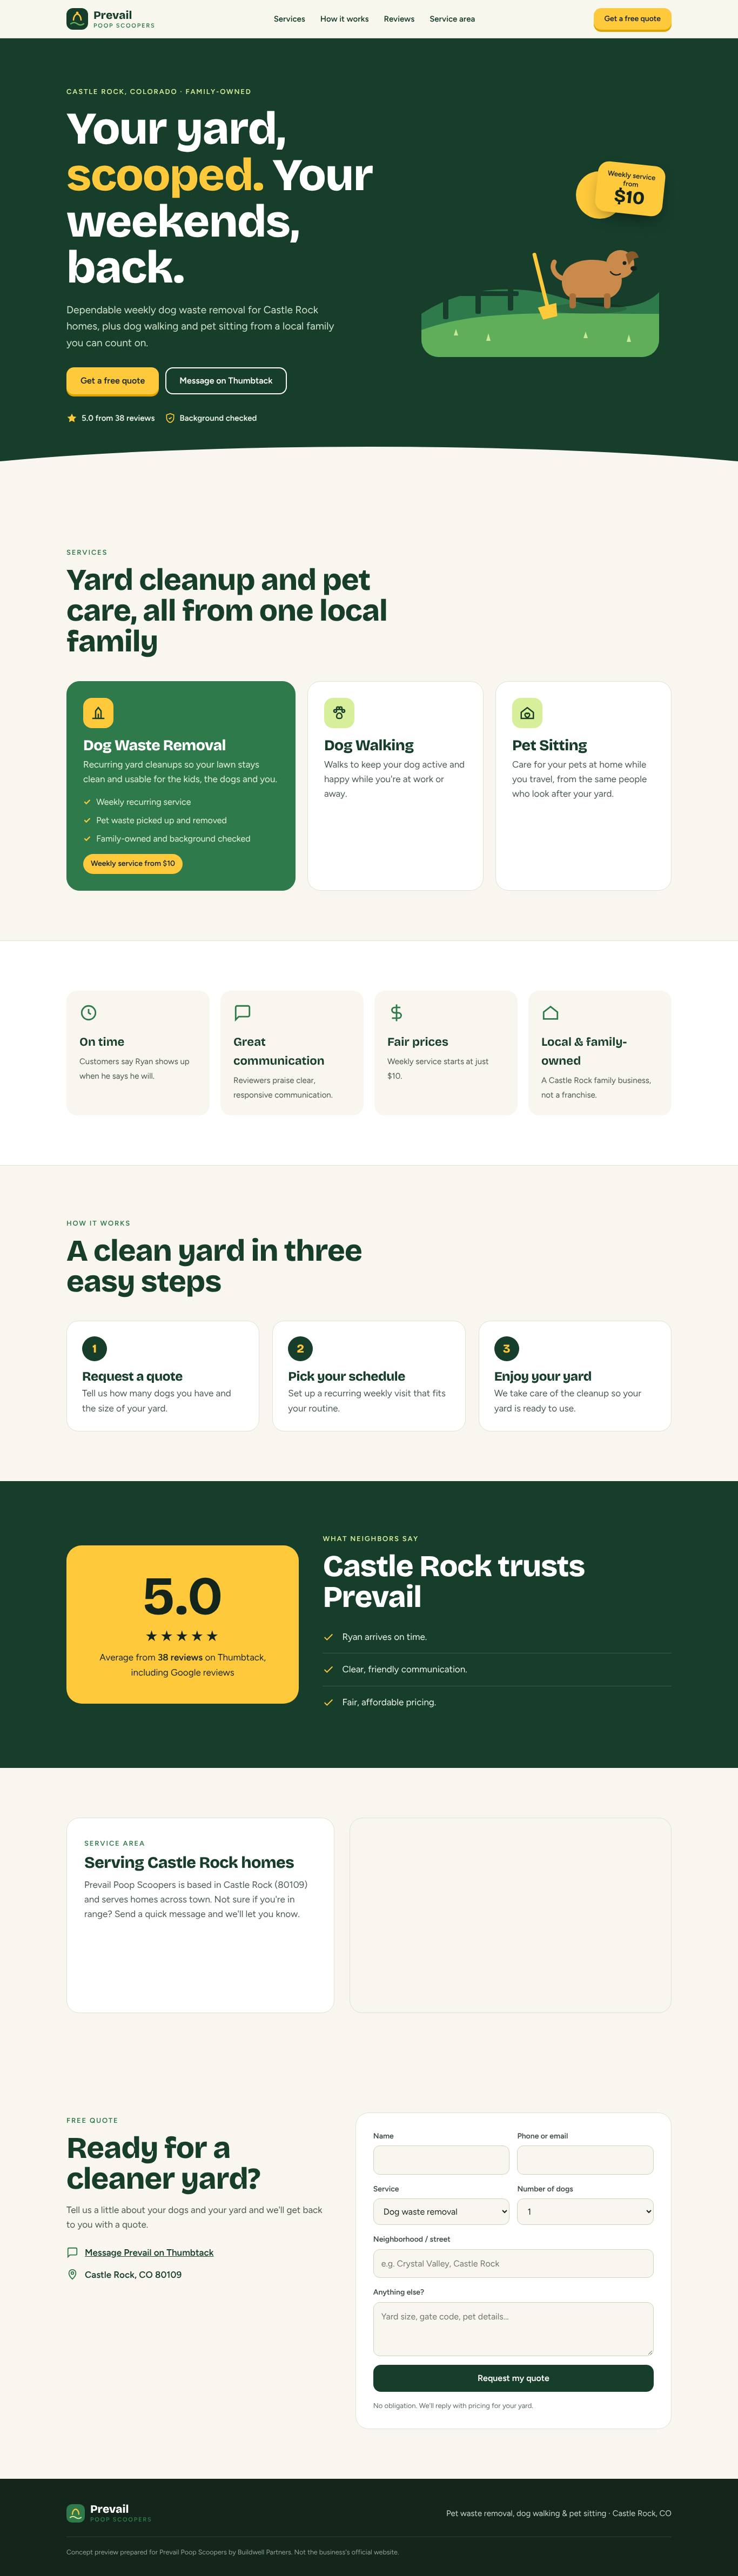 Prevail
POOP SCOOPERS
Services
How it works
Reviews
Service area
Get a free quote
CASTLE ROCK, COLORADO · FAMILY-OWNED
Your yard,
scooped. Your
weekends,
back.
Dependable weekly dog waste removal for Castle Rock
homes, plus dog walking and pet sitting from a local family
you can count on.
Get a free quote
Message on Thumbtack
5.0 from 38 reviews
Background checked
Weekly service
from
$10
SERVICES
Yard cleanup and pet
care, all from one local
family
Dog Waste Removal
Recurring yard cleanups so your lawn stays
clean and usable for the kids, the dogs and you.
Weekly recurring service
Pet waste picked up and removed
Family-owned and background checked
Weekly service from $10
Dog Walking
Walks to keep your dog active and
happy while you're at work or
away.
Pet Sitting
Care for your pets at home while
you travel, from the same people
who look after your yard.
On time
Customers say Ryan shows up
when he says he will.
Great
communication
Reviewers praise clear,
responsive communication.
Fair prices
Weekly service starts at just
$10.
Local & family-
owned
A Castle Rock family business,
not a franchise.
HOW IT WORKS
A clean yard in three
easy steps
1
Request a quote
Tell us how many dogs you have and
the size of your yard.
2
Pick your schedule
Set up a recurring weekly visit that fits
your routine.
3
Enjoy your yard
We take care of the cleanup so your
yard is ready to use.
5.0
★★★★★
Average from 38 reviews on Thumbtack,
including Google reviews
WHAT NEIGHBORS SAY
Castle Rock trusts
Prevail
Ryan arrives on time.
Clear, friendly communication.
Fair, affordable pricing.
SERVICE AREA
Serving Castle Rock homes
Prevail Poop Scoopers is based in Castle Rock (80109)
and serves homes across town. Not sure if you're in
range? Send a quick message and we'll let you know.
FREE QUOTE
Ready for a
cleaner yard?
Tell us a little about your dogs and your yard and we'll get back
to you with a quote.
Message Prevail on Thumbtack
Castle Rock, CO 80109
Name
Phone or email
Service
Number of dogs
Dog waste removal
1
Neighborhood / street
e.g. Crystal Valley, Castle Rock
Anything else?
Yard size, gate code, pet details...
Request my quote
No obligation. We'll reply with pricing for your yard.
Prevail
POOP SCOOPERS
Pet waste removal, dog walking & pet sitting · Castle Rock, CO
Concept preview prepared for Prevail Poop Scoopers by Buildwell Partners. Not the business's official website.